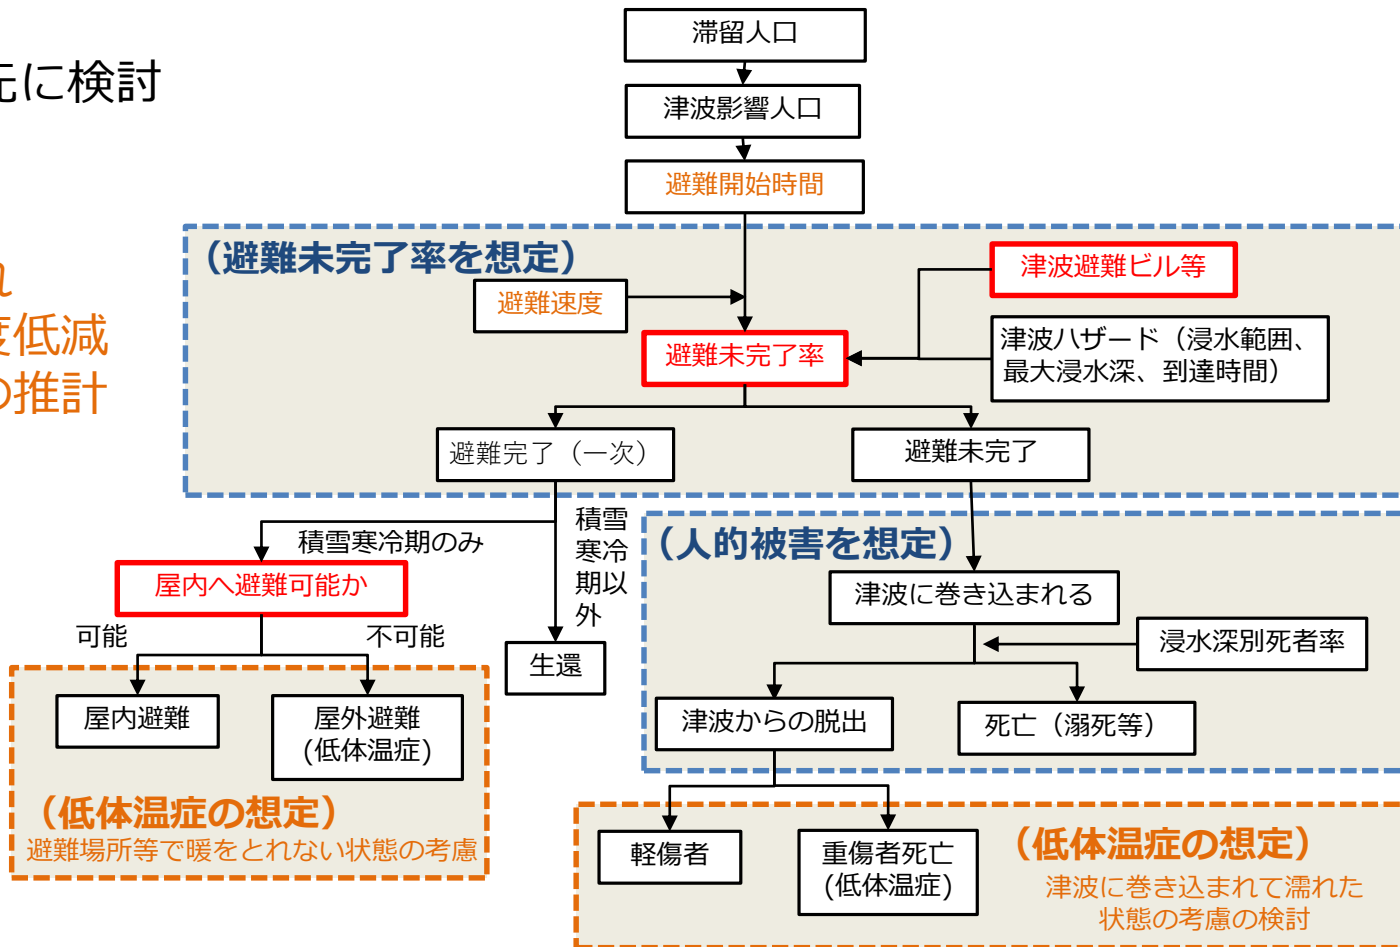 滞留人口
元に検討
津波影響人口
避難開始時間
（避難未完了率を想定）
津波避難ビル等
避難速度
度低減
の推計
避難未完了率
津波ハザード（浸水範囲、
最大浸水深、到達時間）
避難完了（一次）
避難未完了
積雪寒冷期のみ
積雪
寒冷
期以
外
（人的被害を想定）
屋内へ避難可能か
津波に巻き込まれる
可能
不可能
浸水深別死者率
生還
屋内避難
屋外避難
(低体温症)
津波からの脱出
死亡（溺死等）
（低体温症の想定）
避難場所等で暖をとれない状態の考慮
軽傷者
重傷者死亡
(低体温症)
（低体温症の想定）
津波に巻き込まれて濡れた
状態の考慮の検討